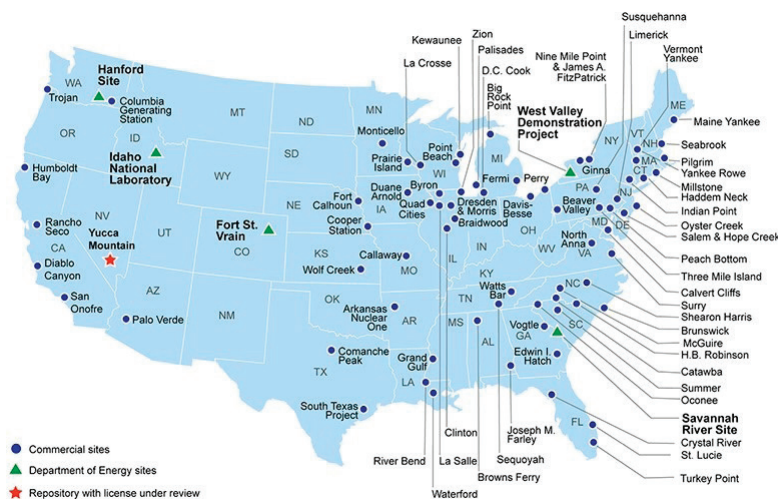 Susquehanna
Zion
Limerick
Kewaunee
Palisades
Nine Mile Point
& James A.
FitzPatrick
Vermont
Yankee
La Crosse
D.C. Cook
Hanford
Site
Big
Rock
Point
West Valley
Demonstration
Project
WA
ME
Trojan
Columbia
Generating
Station
MT
ND
MN
Monticello
Point
Beach
NY
VT
NH
Maine Yankee
OR
ID
Idaho
National
Laboratory
SD
Prairie
Island
WI
MI
Ginna
MA
CT
Seabrook
Pilgrim
Yankee Rowe
Humboldt
Bay
WY
Duane
Arnold
Byron
Fermi
Perry
PA
Millstone
Haddem Neck
Fort
Calhoun
IA
Quad
Cities
Dresden
& Morris
Davis-
Besse
Beaver
Valley
NJ
Indian Point
NV
NE
Cooper
Station
Braidwood
OH
MD
DE
Oyster Creek
Salem & Hope Creek
Rancho
Seco
Yucca
Mountain
UT
Fort St.
Vrain
CO
IL
IN
WV
North
Anna
VA
Peach Bottom
CA
KS
Callaway
MO
KY
Three Mile Island
Diablo
Canyon
Wolf Creek
Watts
Bar
NC
Calvert Cliffs
Surry
San
Onofre
AZ
NM
OK
Arkansas
Nuclear
One
AR
TN
Shearon Harris
Palo Verde
MS
AL
Vogtle
GA
SC
Brunswick
McGuire
Comanche
Peak
Grand
Gulf
Edwin I.
Hatch
H.B. Robinson
Catawba
TX
LA
Summer
Oconee
South Texas
Project
Clinton
Joseph M.
Farley
FL
Savannah
River Site
Commercial sites
River Bend
La Salle
Sequoyah
Crystal River
Department of Energy sites
Browns Ferry
St. Lucie
Repository with license under review
Waterford
Turkey Point